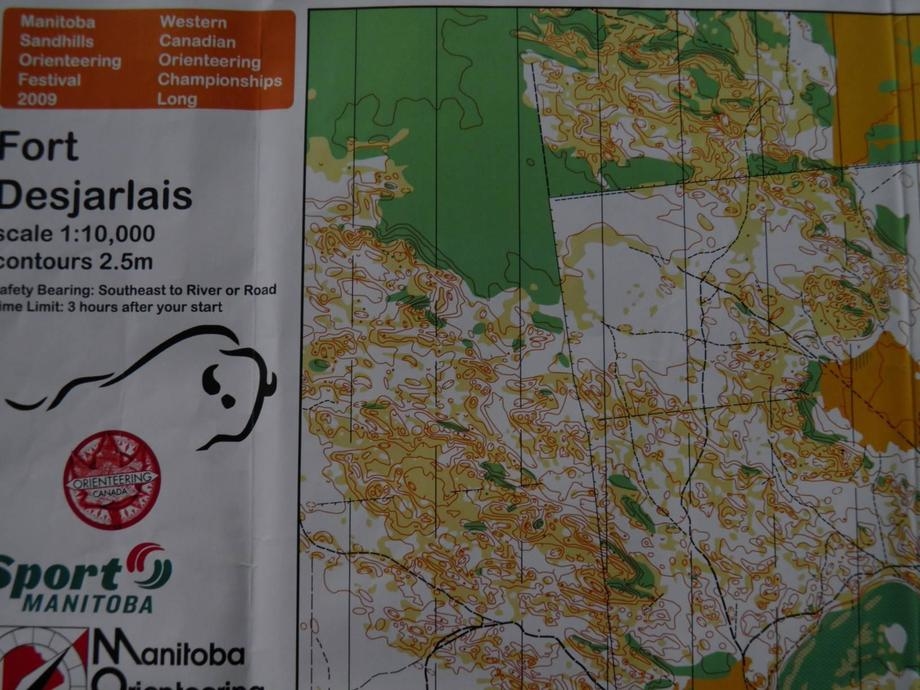 Manitoba
Sandhills
Orienteering
Festival
2009
Western
Canadian
Orienteering
Championships
Long
Fort
Desjarlais
scale 1:10,000
contours 2.5m
afety Bearing: Southeast to River or Road
ime Limit: 3 hours after your start
ORIENTEERING
CANADA
Sport
MANITOBA
Manitoba
Orienteering